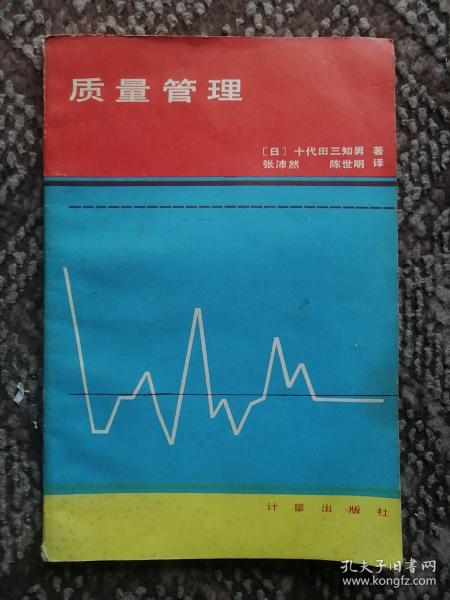 质量管理
〔日〕十代田三知男 著
张沛然 陈世明 译
计量出版社
孔夫子旧书网
www.kongfz.com